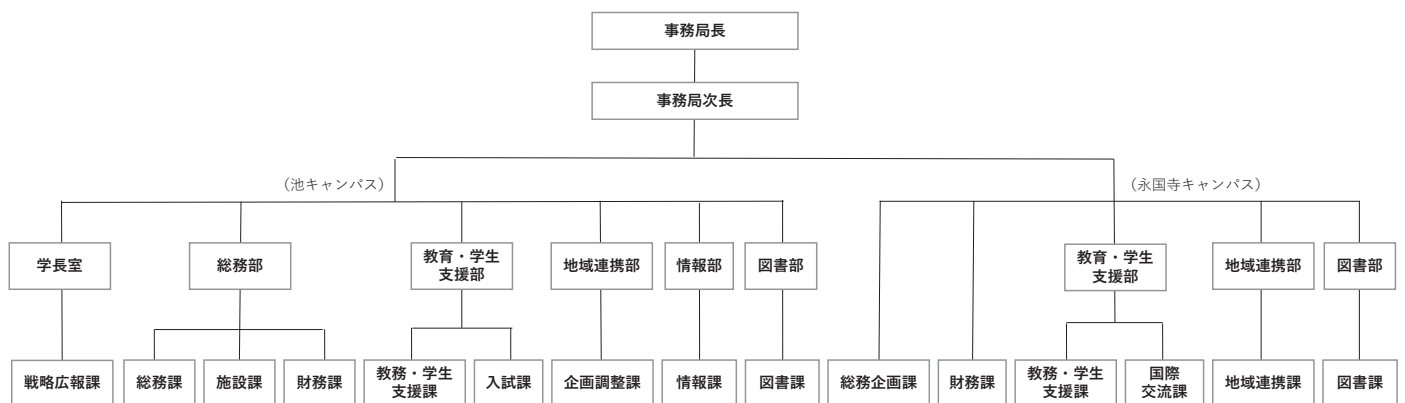 事務局長
事務局次長
（池キャンパス）
（永国寺キャンパス）
学長室
総務部
教育・学生
支援部
地域連携部
情報部
図書部
教育・学生
支援部
地域連携部
図書部
戦略広報課
総務課
施設課
財務課
教務・学生
支援課
入試課
企画調整課
情報課
図書課
総務企画課
財務課
教務・学生
支援課
国際
交流課
地域連携課
図書課